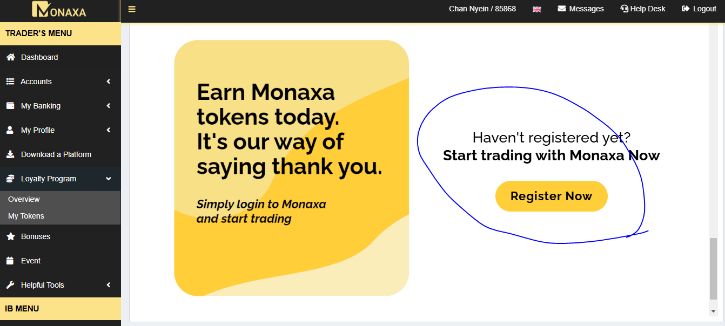 MONAXA
Chan Nyein / 85868
Messages
Help Desk
Logout
TRADER'S MENU
Dashboard
Accounts
My Banking
My Profile
Download a Platform
Loyalty Program
Overview
My Tokens
Bonuses
Event
Helpful Tools
IB MENU
Earn Monaxa
tokens today.
It's our way of
saying thank you.
Simply login to Monaxa
and start trading
Haven't registered yet?
Start trading with Monaxa Now
Register Now